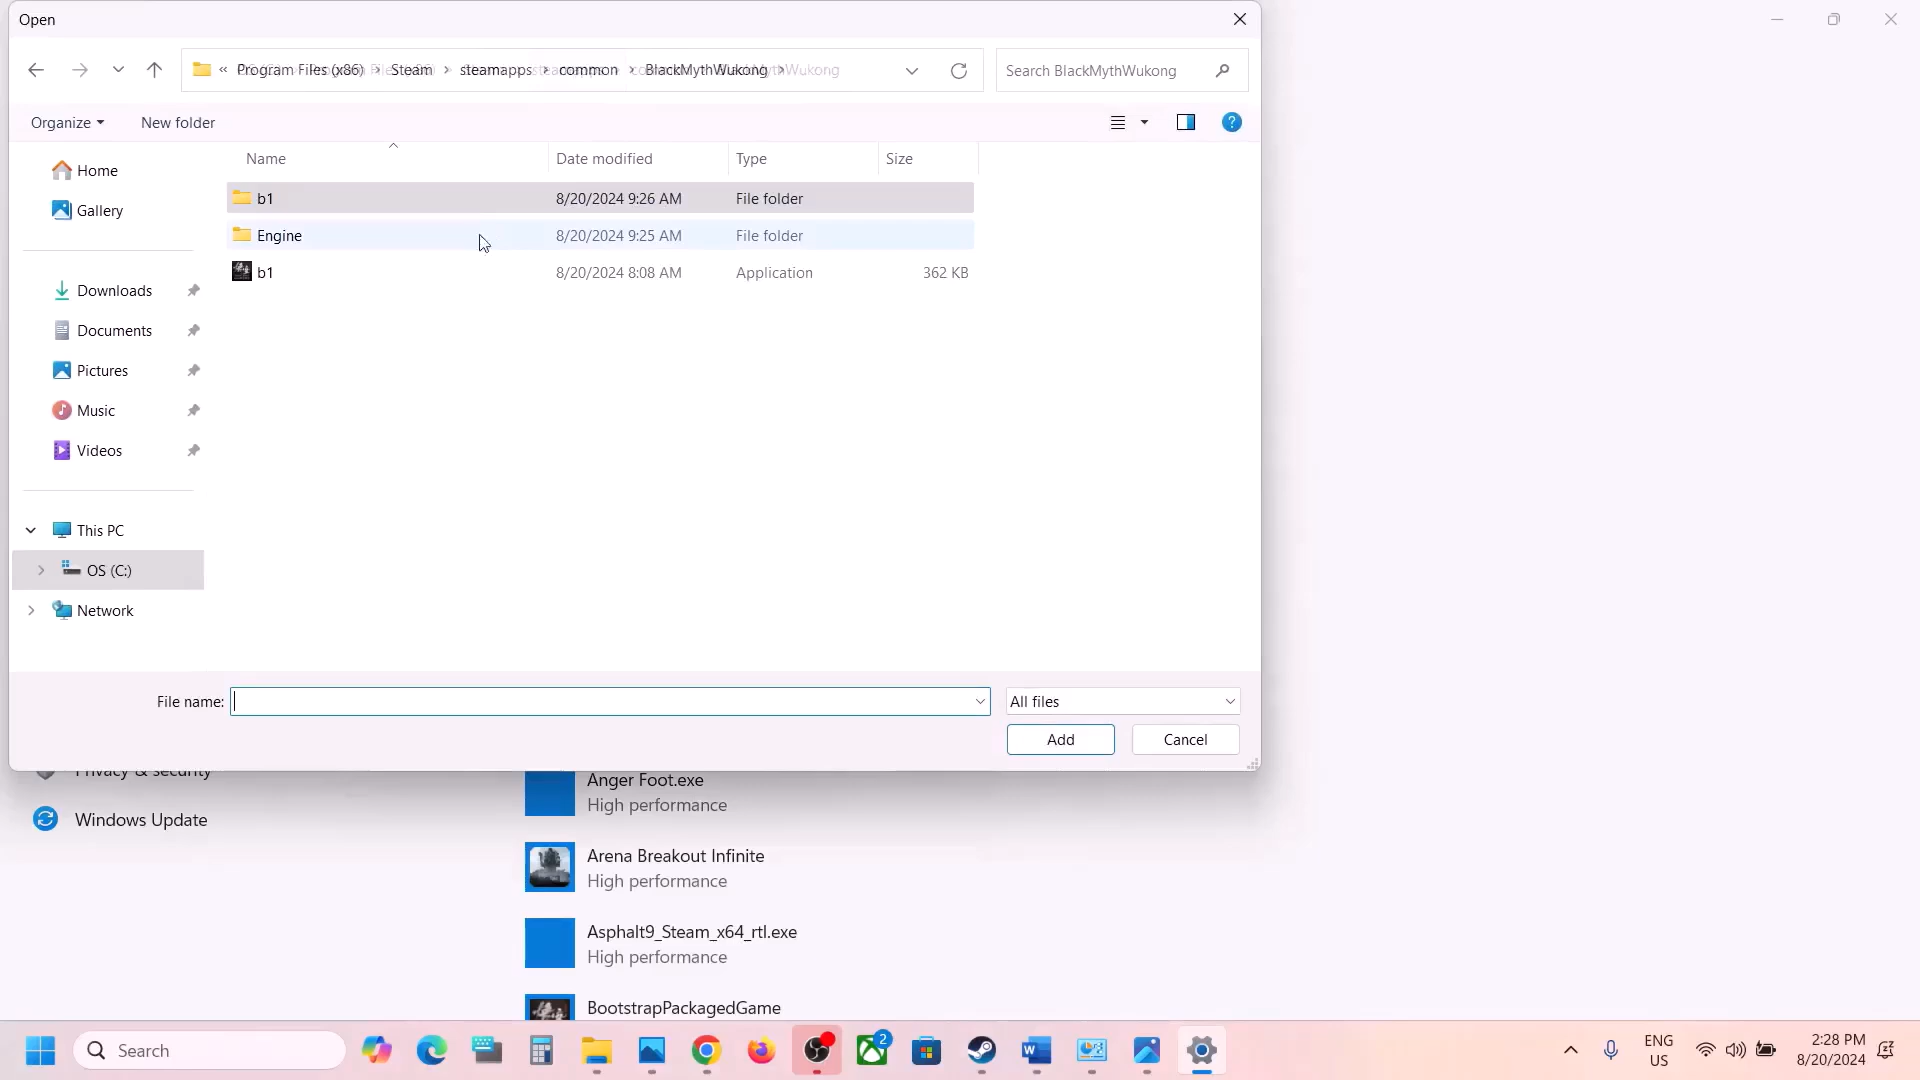 Open
« Program Files (x86) › Steam › steamapps › common › BlackMythWukong ›
Search BlackMythWukong
Organize
New folder
?
Name
Date modified
Type
Size
Home
Gallery
Downloads
Documents
Pictures
Music
Videos
This PC
OS (C:)
Network
b1 8/20/2024 9:26 AM File folder
Engine 8/20/2024 9:25 AM File folder
b1 8/20/2024 8:08 AM Application 362 KB
File name:
All files
Add
Cancel
Privacy & security
Windows Update
Anger Foot.exe
High performance
Arena Breakout Infinite
High performance
Asphalt9_Steam_x64_rtl.exe
High performance
BootstrapPackagedGame
Search
2
ENG
US
2:28 PM
8/20/2024